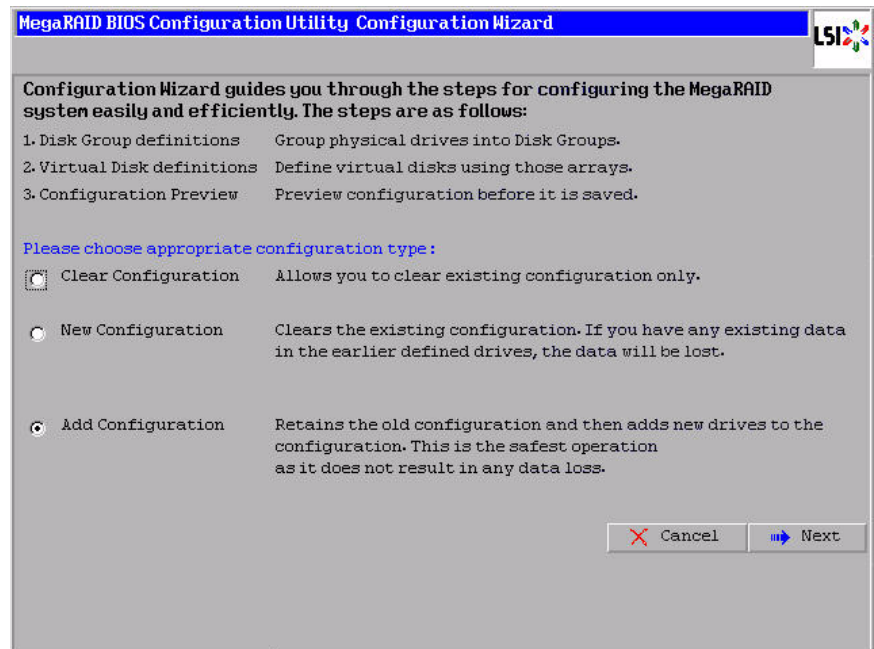 MegaRAID BIOS Configuration Utility Configuration Wizard
LSI
Configuration Wizard guides you through the steps for configuring the MegaRAID
system easily and efficiently. The steps are as follows:
1. Disk Group definitions Group physical drives into Disk Groups.
2. Virtual Disk definitions Define virtual disks using those arrays.
3. Configuration Preview Preview configuration before it is saved.
Please choose appropriate configuration type:
Clear Configuration Allows you to clear existing configuration only.
New Configuration Clears the existing configuration. If you have any existing data
in the earlier defined drives, the data will be lost.
Add Configuration Retains the old configuration and then adds new drives to the
configuration. This is the safest operation
as it does not result in any data loss.
Cancel Next